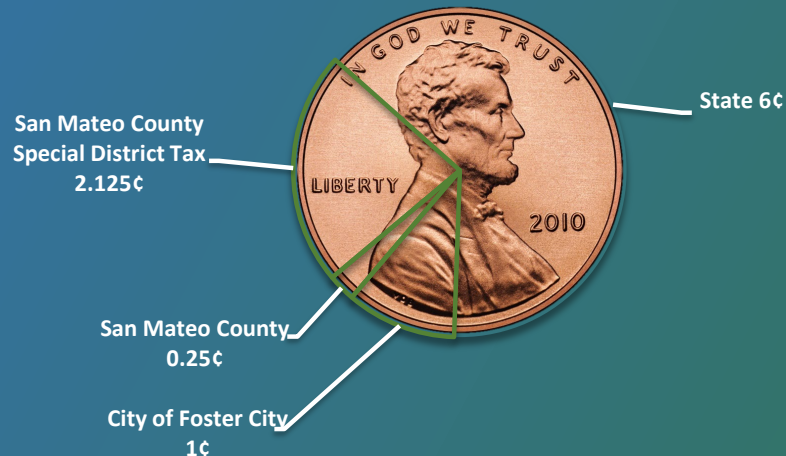 IN GOD WE TRUST
State 6¢
San Mateo County
Special District Tax
2.125¢
LIBERTY
2010
San Mateo County
0.25¢
City of Foster City
1¢